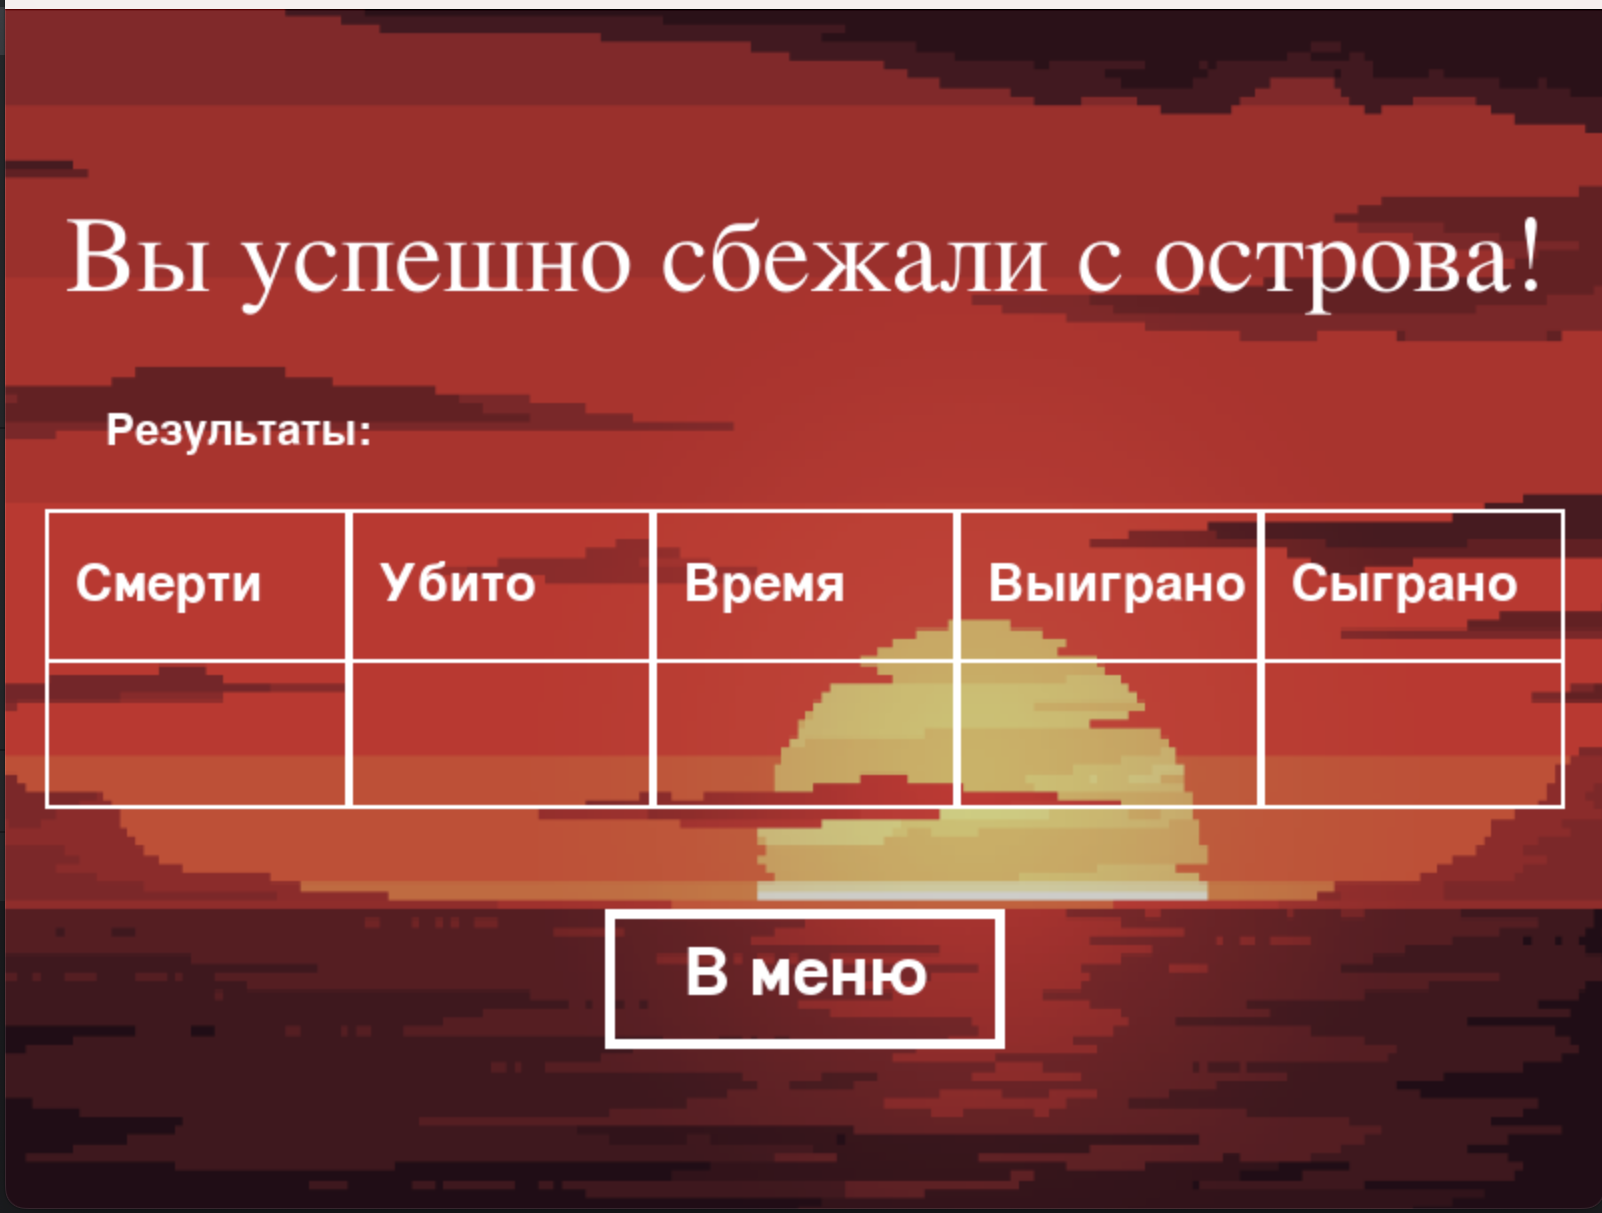 Вы успешно сбежали с острова!
Результаты:
Смерти Убито Время Выиграно Сыграно
В меню